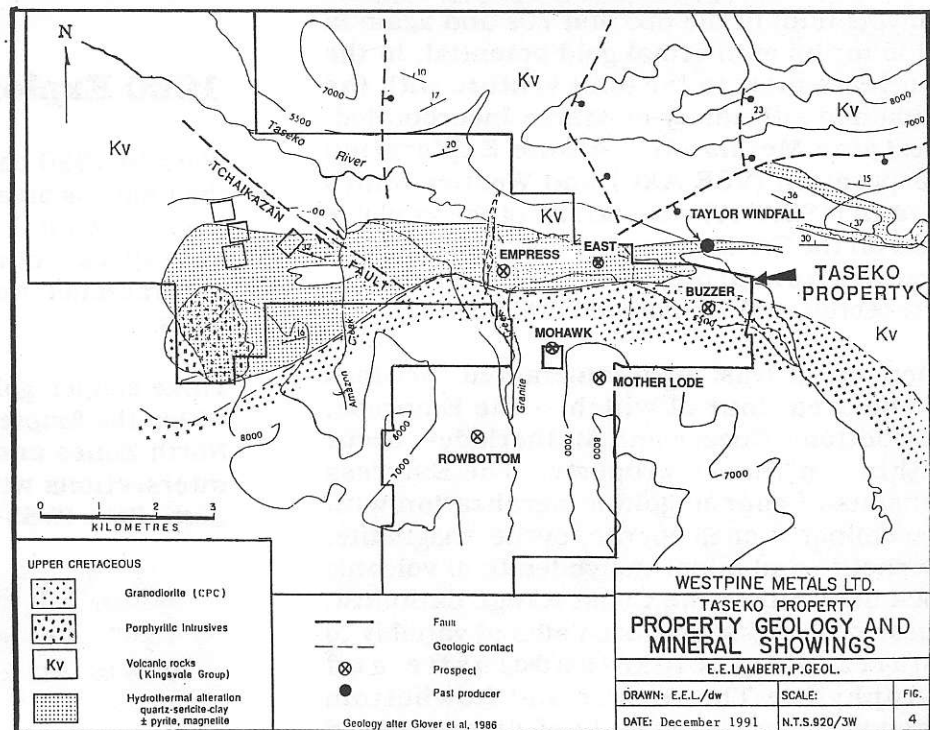 N
Kv
7000
10
17
5500
Taseko
River
20
Kv
23
Kv
8000
7000
TCHAIKAZAN
FAULT
Kv
15
36
37
30
TAYLOR WINDFALL
EMPRESS
EAST
BUZZER
TASEKO
PROPERTY
Kv
16
Amazon
Creek
Granite
Creek
MOHAWK
MOTHER LODE
ROWBOTTOM
8000
8000
7000
7000
8000
7000
0 1 2 3
KILOMETRES
UPPER CRETACEOUS
Granodiorite (CPC)
Porphyritic Intrusives
Kv
Volcanic rocks
(Kingsvale Group)
Hydrothermal alteration
quartz-sericite-clay
± pyrite, magnetite
Fault
Geologic contact
Prospect
Past producer
Geology after Glover et al, 1986
WESTPINE METALS LTD.
TASEKO PROPERTY
PROPERTY GEOLOGY AND
MINERAL SHOWINGS
E.E.LAMBERT, P.GEOL.
DRAWN: E.E.L./dw
SCALE:
FIG.
DATE: December 1991
N.T.S.920/3W
4